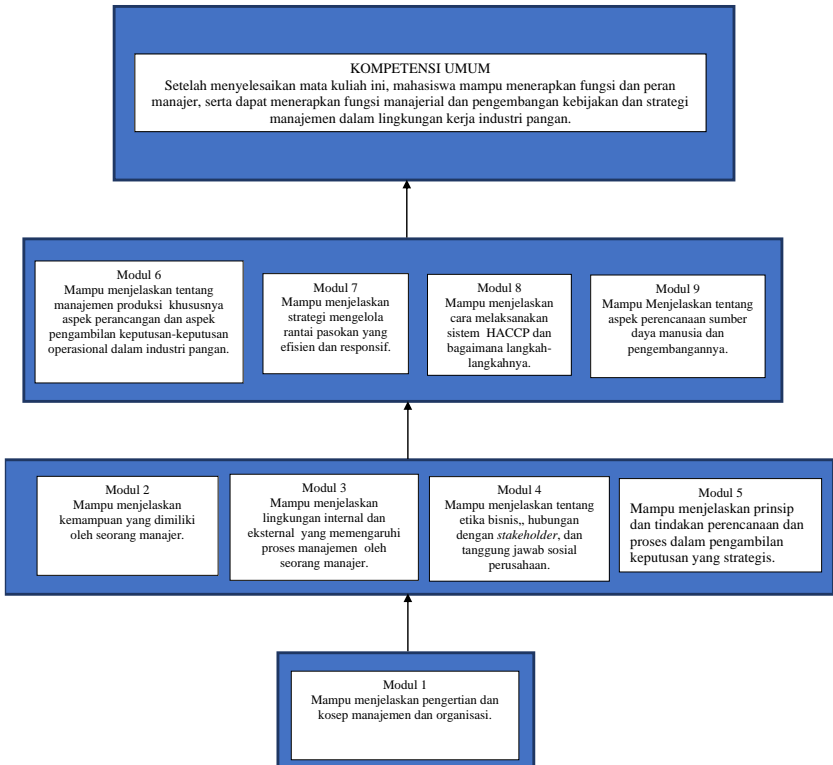 KOMPETENSI UMUM
Setelah menyelesaikan mata kuliah ini, mahasiswa mampu menerapkan fungsi dan peran
manajer, serta dapat menerapkan fungsi manajerial dan pengembangan kebijakan dan strategi
manajemen dalam lingkungan kerja industri pangan.
Modul 6
Mampu menjelaskan tentang
manajemen produksi khususnya
aspek perancangan dan aspek
pengambilan keputusan-keputusan
operasional dalam industri pangan.
Modul 7
Mampu menjelaskan
strategi mengelola
rantai pasokan yang
efisien dan responsif.
Modul 8
Mampu menjelaskan
cara melaksanakan
sistem HACCP dan
bagaimana langkah-
langkahnya.
Modul 9
Mampu Menjelaskan tentang
aspek perencanaan sumber
daya manusia dan
pengembangannya.
Modul 2
Mampu menjelaskan
kemampuan yang dimiliki
oleh seorang manajer.
Modul 3
Mampu menjelaskan
lingkungan internal dan
eksternal yang memengaruhi
proses manajemen oleh
seorang manajer.
Modul 4
Mampu menjelaskan tentang
etika bisnis,, hubungan
dengan stakeholder, dan
tanggung jawab sosial
perusahaan.
Modul 5
Mampu menjelaskan prinsip
dan tindakan perencanaan dan
proses dalam pengambilan
keputusan yang strategis.
Modul 1
Mampu menjelaskan pengertian dan
kosep manajemen dan organisasi.